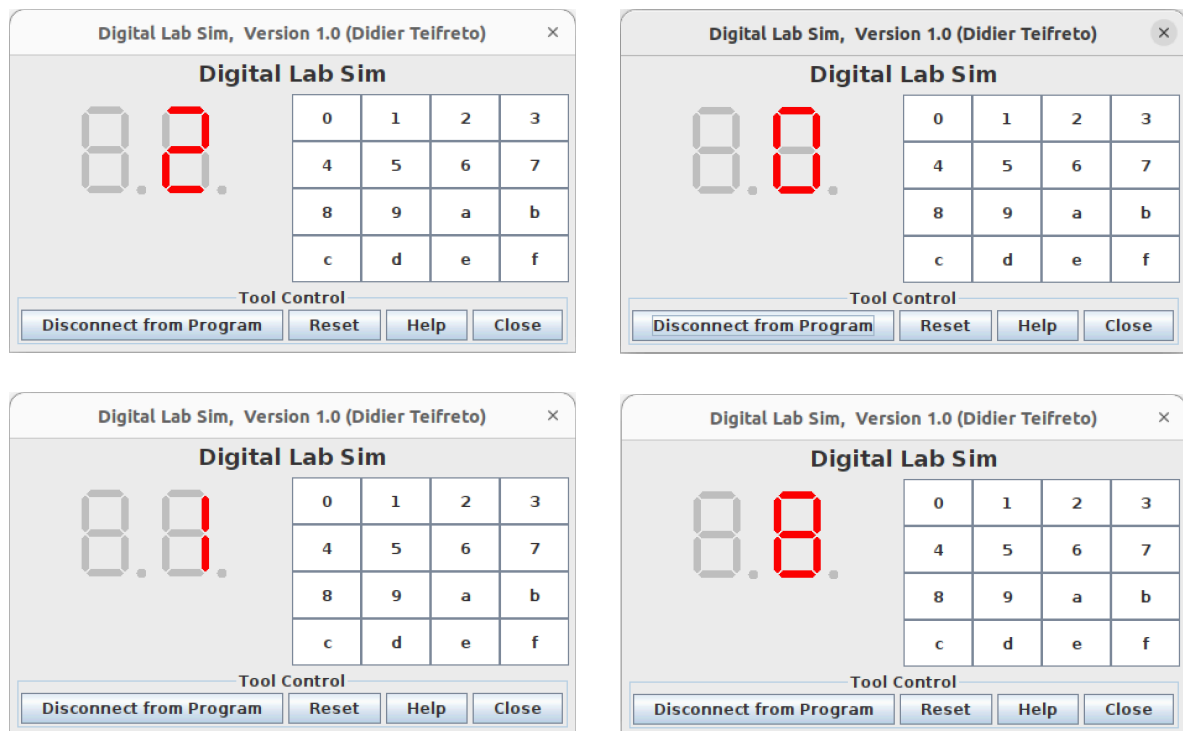 Digital Lab Sim, Version 1.0 (Didier Teifreto) ×
Digital Lab Sim
2
0 1 2 3
4 5 6 7
8 9 a b
c d e f
Tool Control
Disconnect from Program Reset Help Close
Digital Lab Sim, Version 1.0 (Didier Teifreto) ×
Digital Lab Sim
0
0 1 2 3
4 5 6 7
8 9 a b
c d e f
Tool Control
Disconnect from Program Reset Help Close
Digital Lab Sim, Version 1.0 (Didier Teifreto) ×
Digital Lab Sim
1
0 1 2 3
4 5 6 7
8 9 a b
c d e f
Tool Control
Disconnect from Program Reset Help Close
Digital Lab Sim, Version 1.0 (Didier Teifreto) ×
Digital Lab Sim
8
0 1 2 3
4 5 6 7
8 9 a b
c d e f
Tool Control
Disconnect from Program Reset Help Close